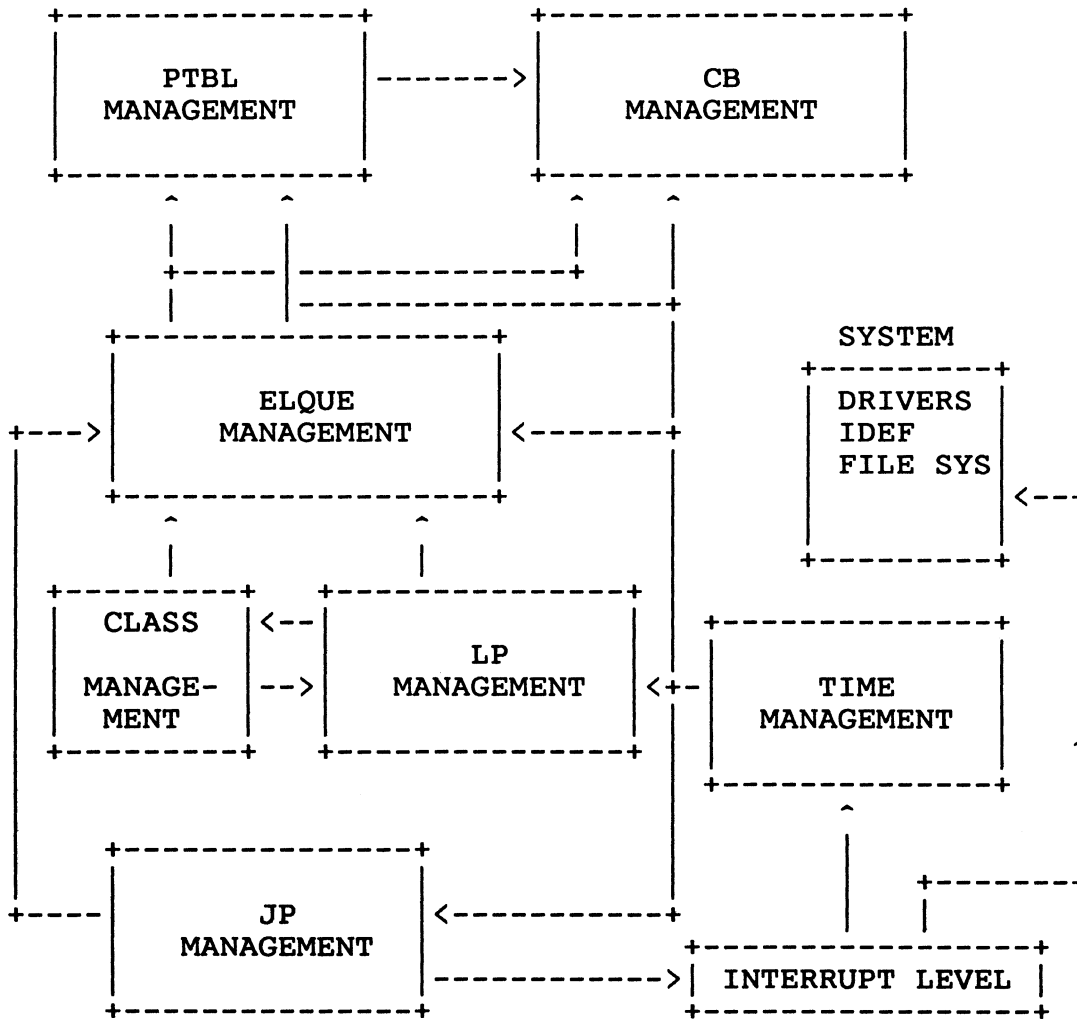 PTBL
MANAGEMENT
CB
MANAGEMENT
ELQUE
MANAGEMENT
SYSTEM
DRIVERS
IDEF
FILE SYS
CLASS
MANAGE-
MENT
LP
MANAGEMENT
TIME
MANAGEMENT
JP
MANAGEMENT
INTERRUPT LEVEL